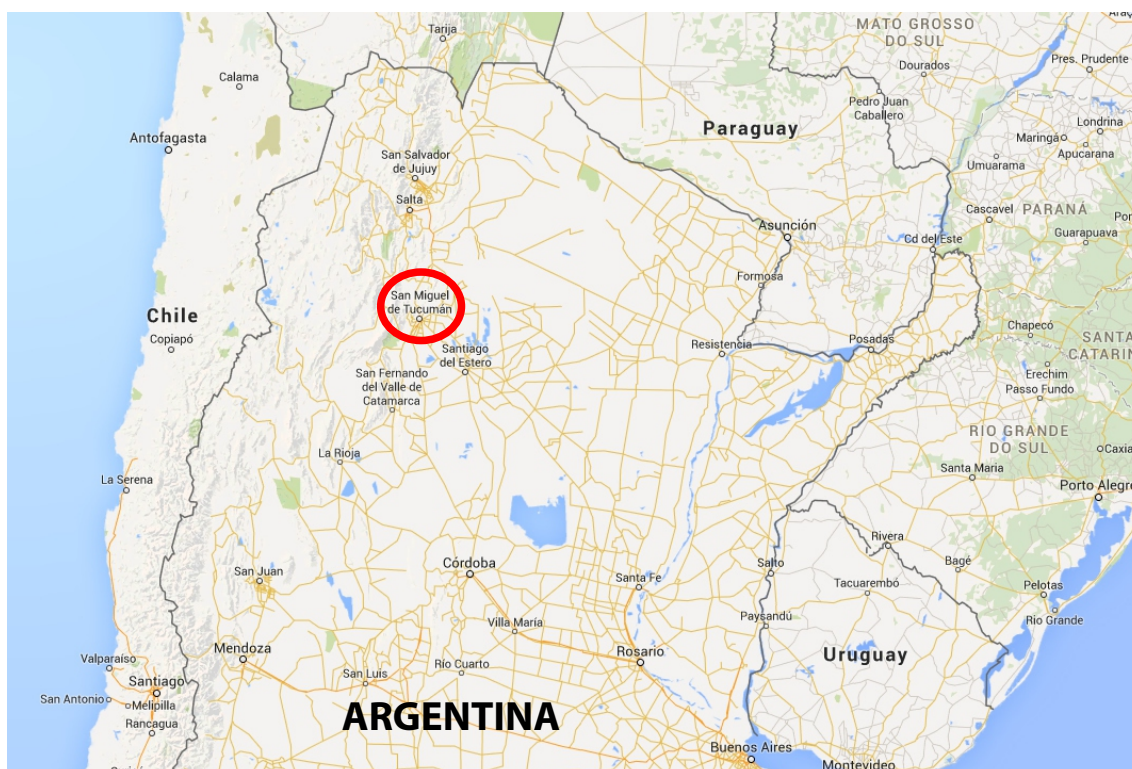 MATO GROSSO
DO SUL
Tarija
Dourados
Pres. Prudente
Calama
Pedro Juan
Caballero
Londrina
Antofagasta
Paraguay
Maringá
Apucarana
Umuarama
San Salvador
de Jujuy
Salta
Cascavel
PARANÁ
Asunción
Guarapuava
Cd del Este
Formosa
San Miguel
de Tucumán
Chile
Copiapó
Chapecó
SANTA
CATARIN
Resistencia
Posadas
Santiago
del Estero
San Fernando
del Valle de
Catamarca
Erechim
Passo Fundo
RIO GRANDE
DO SUL
Caxia
La Rioja
Santa Maria
La Serena
Porto Alegre
Rivera
Córdoba
Salto
Bagé
San Juan
Santa Fe
Tacuarembó
Pelotas
Paysandú
Rio Grande
Villa María
Mendoza
Rosario
Uruguay
Valparaíso
Río Cuarto
San Luis
Santiago
San Antonio
Melipilla
Rancagua
ARGENTINA
Buenos Aires
Montevideo